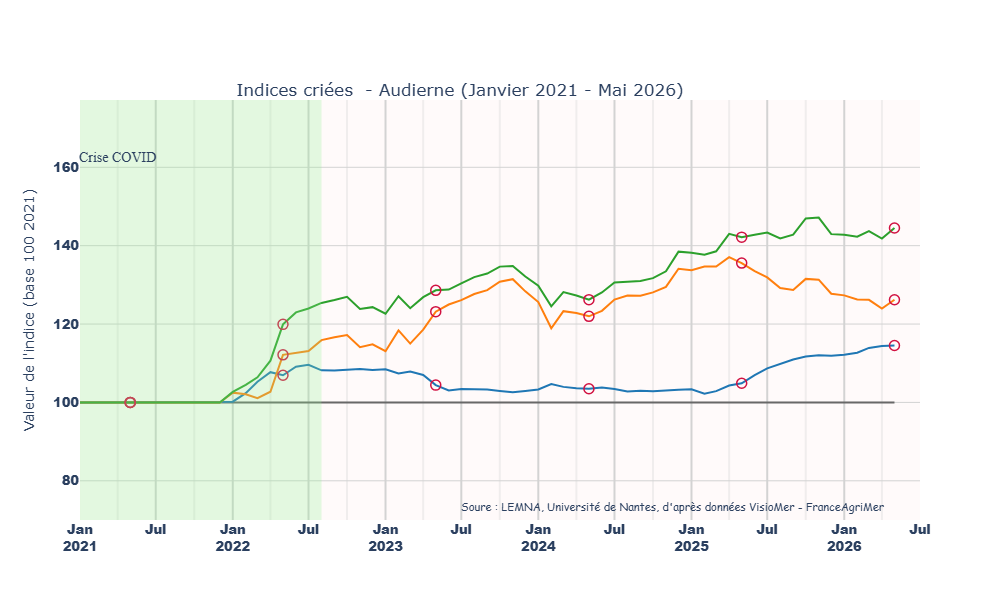 Indices criées  - Audierne (Janvier 2021 - Mai 2026)
Crise COVID
Valeur de l'indice (base 100 2021)
160
140
120
100
80
Soure : LEMNA, Université de Nantes, d'après données VisioMer - FranceAgriMer
Jan Jul Jan Jul Jan Jul Jan Jul Jan Jul Jan Jul
2021 2022 2023 2024 2025 2026